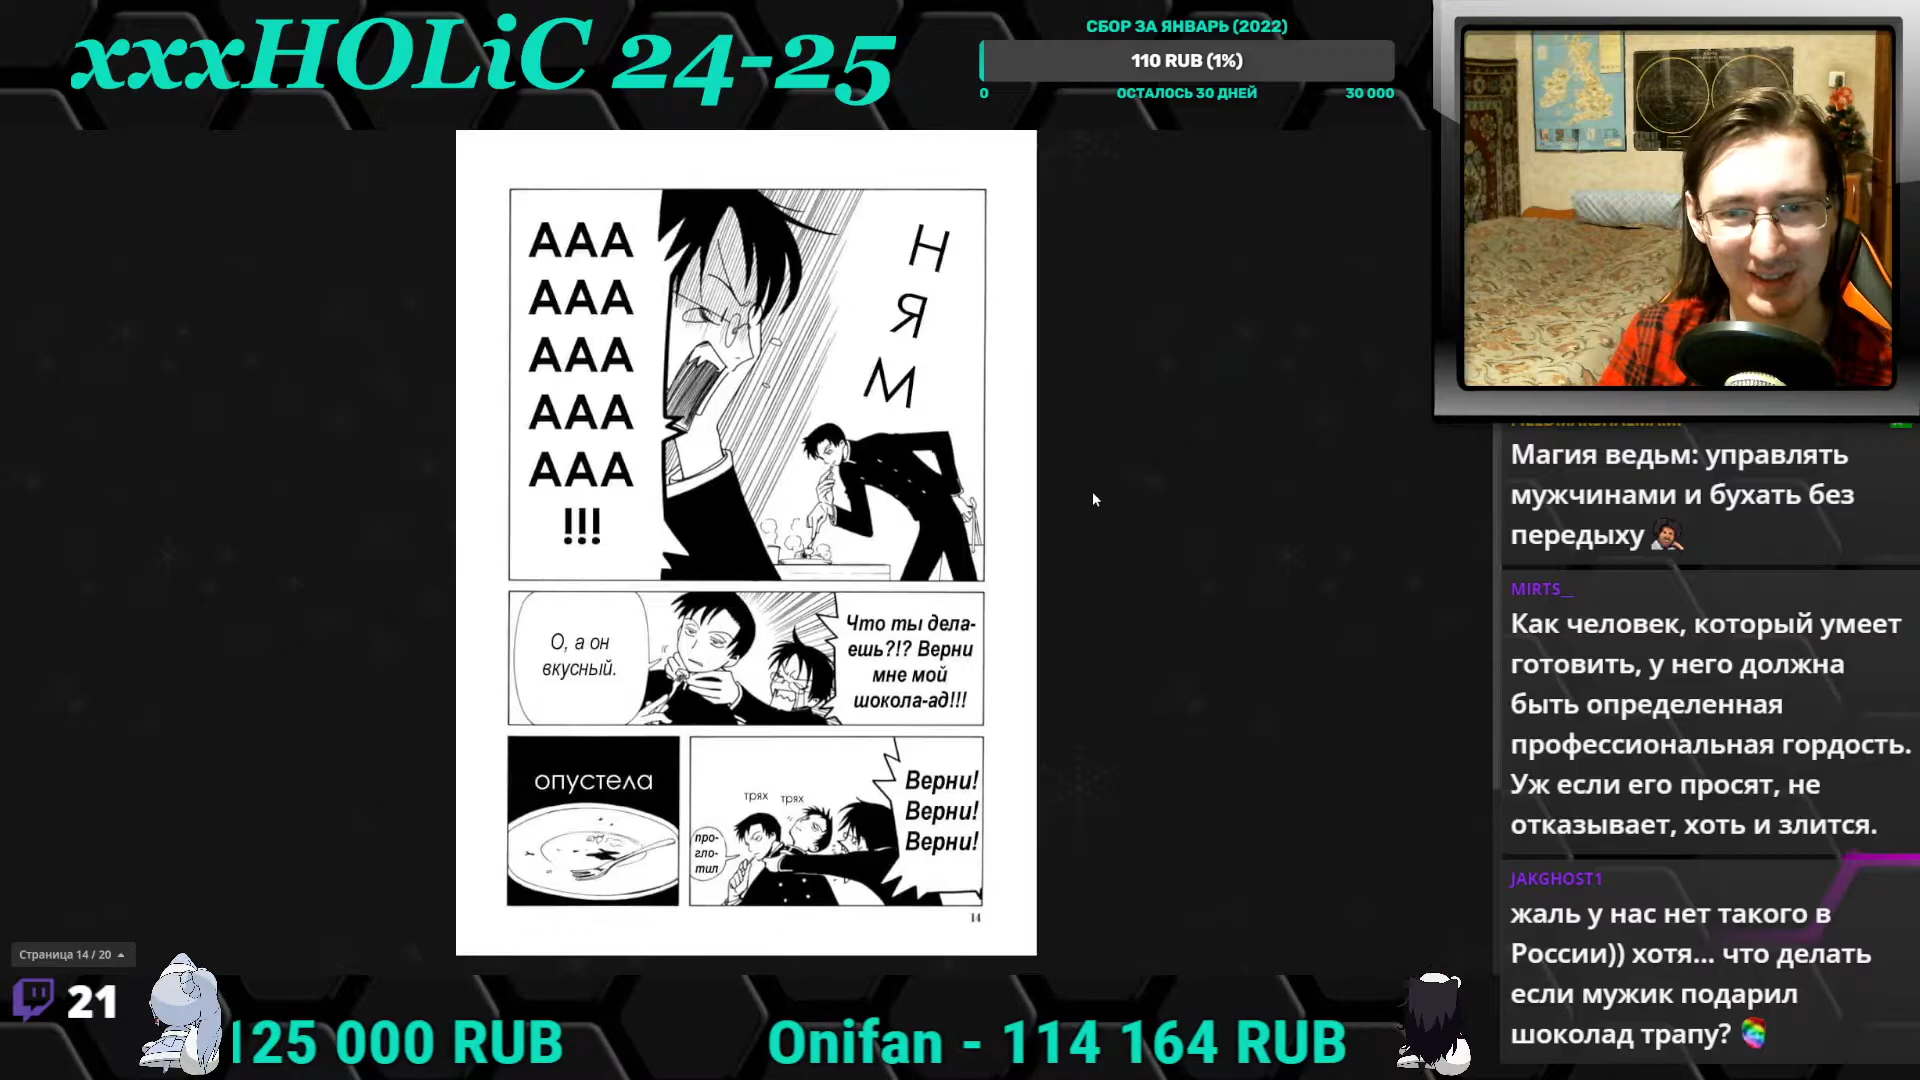 xxxHOLiC 24-25
СБОР ЗА ЯНВАРЬ (2022)
110 RUB (1%)
0
ОСТАЛОСЬ 30 ДНЕЙ
30 000
ААА
ААА
ААА
ААА
ААА
!!!
НЯМ
О, а он
вкусный.
Что ты дела-
ешь?!? Верни
мне мой
шокола-ад!!!
опустела
трях
трях
про-
гло-
тил
Верни!
Верни!
Верни!
14
Магия ведьм: управлять
мужчинами и бухать без
передыху
MIRTS__
Как человек, который умеет
готовить, у него должна
быть определенная
профессиональная гордость.
Уж если его просят, не
отказывает, хоть и злится.
JAKGHOST1
жаль у нас нет такого в
России)) хотя... что делать
если мужик подарил
шоколад трапу?
Страница 14 / 20
21
125 000 RUB
Onifan - 114 164 RUB